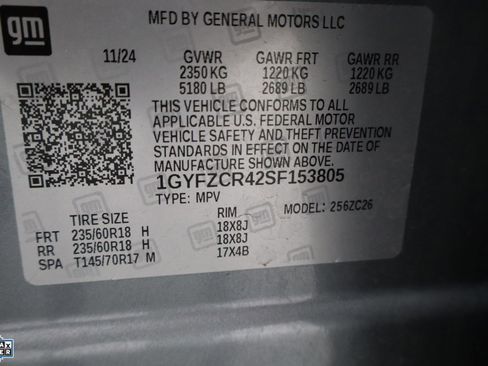 gm
MFD BY GENERAL MOTORS LLC
11/24 GVWR GAWR FRT GAWR RR
2350 KG 1220 KG 1220 KG
5180 LB 2689 LB 2689 LB
THIS VEHICLE CONFORMS TO ALL
APPLICABLE U.S. FEDERAL MOTOR
VEHICLE SAFETY AND THEFT PREVENTION
STANDARDS IN EFFECT ON THE DATE OF
MANUFACTURE SHOWN ABOVE.
1GYFZCR42SF153805
TYPE: MPV MODEL: 256ZC26
TIRE SIZE RIM
FRT 235/60R18 H 18X8J
RR 235/60R18 H 18X8J
SPA T145/70R17 M 17X4B